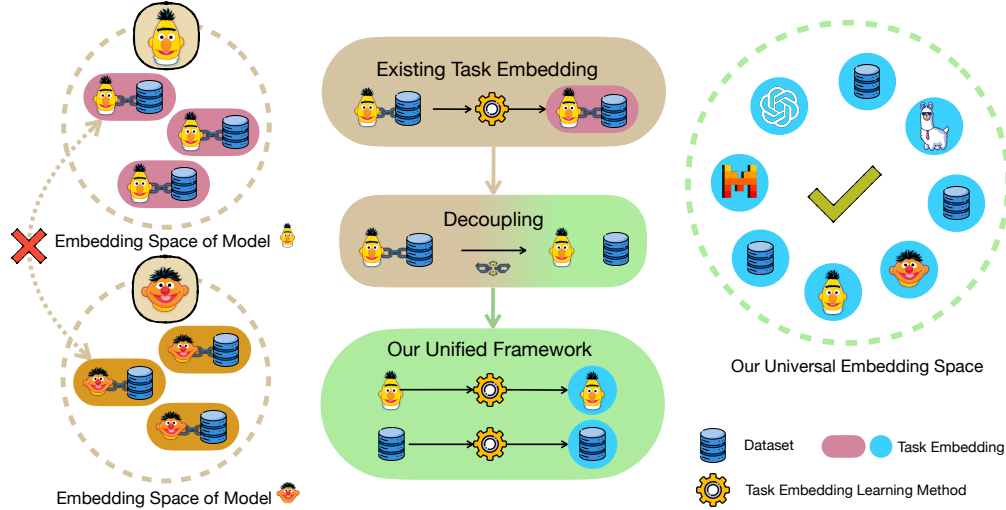 Embedding Space of Model
Embedding Space of Model
Existing Task Embedding
Decoupling
Our Unified Framework
Our Universal Embedding Space
Dataset
Task Embedding
Task Embedding Learning Method